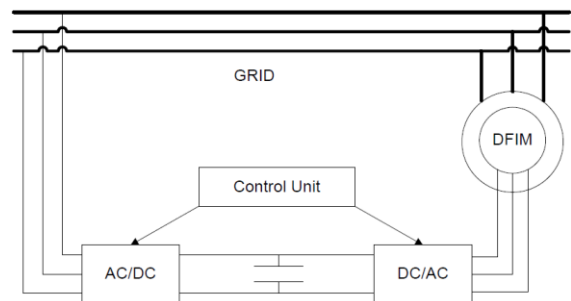 GRID
DFIM
Control Unit
AC/DC
DC/AC